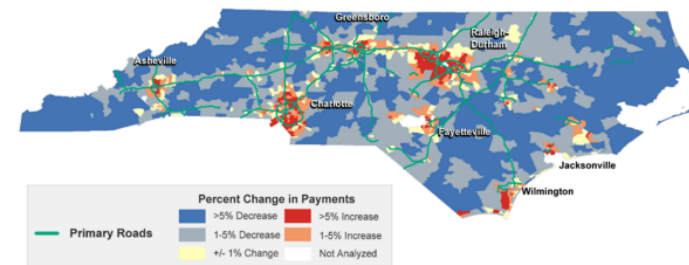 Greensboro
Raleigh-
Durham
Asheville
Charlotte
Fayetteville
Jacksonville
Wilmington
Percent Change in Payments
Primary Roads
>5% Decrease
>5% Increase
1-5% Decrease
1-5% Increase
+/- 1% Change
Not Analyzed